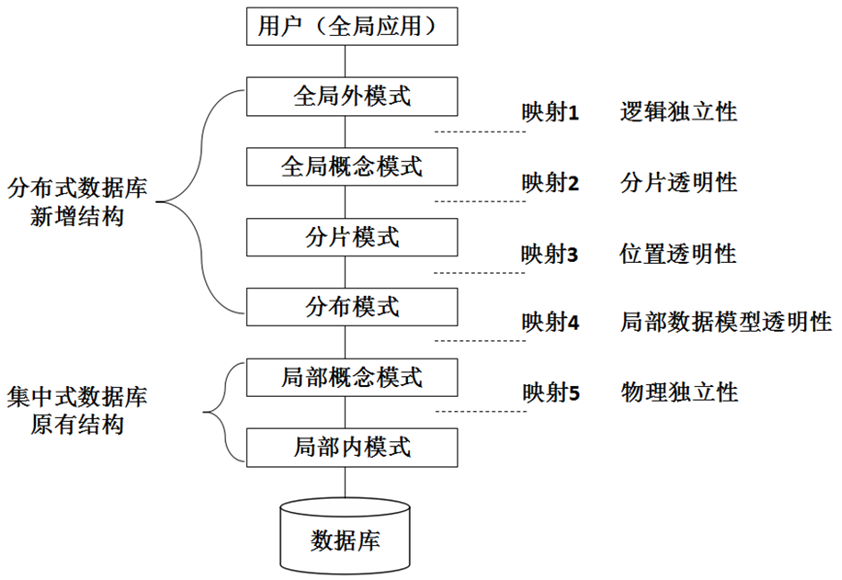 用户（全局应用）
全局外模式
映射1 逻辑独立性
全局概念模式
分布式数据库
新增结构
映射2 分片透明性
分片模式
映射3 位置透明性
分布模式
映射4 局部数据模型透明性
局部概念模式
集中式数据库
原有结构
映射5 物理独立性
局部内模式
数据库